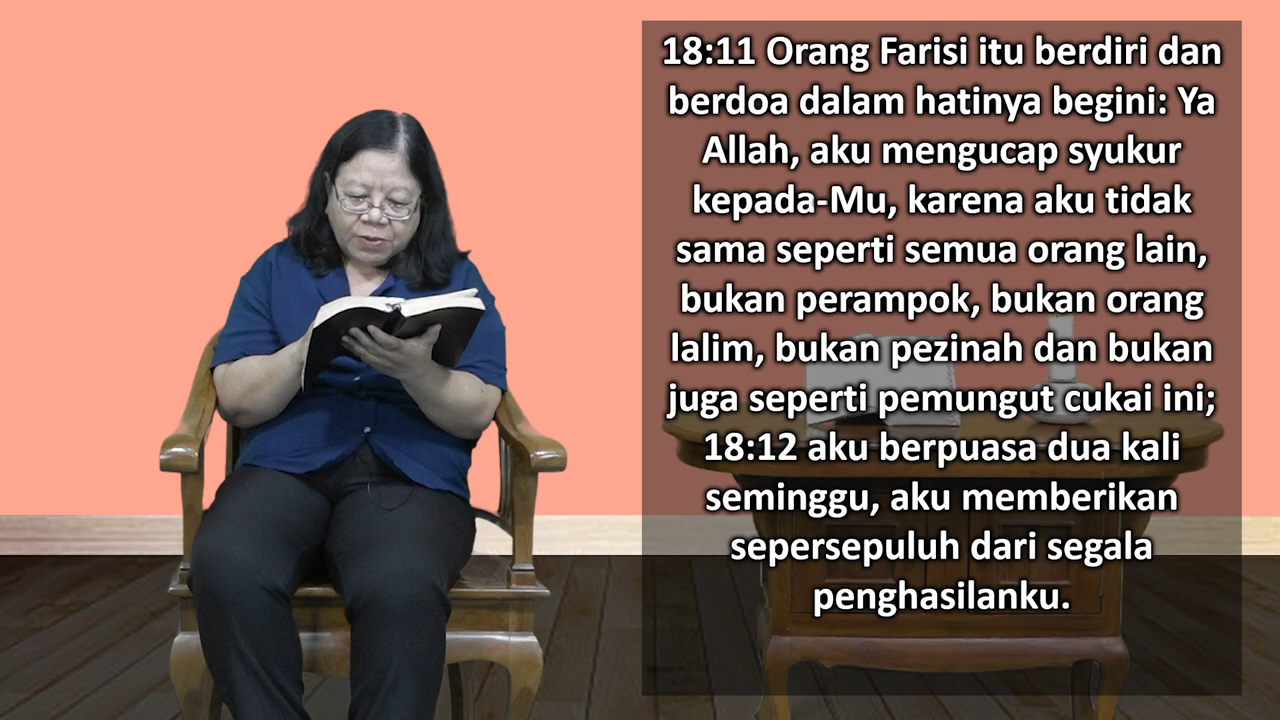 18:11 Orang Farisi itu berdiri dan
berdoa dalam hatinya begini: Ya
Allah, aku mengucap syukur
kepada-Mu, karena aku tidak
sama seperti semua orang lain,
bukan perampok, bukan orang
lalim, bukan pezinah dan bukan
juga seperti pemungut cukai ini;
18:12 aku berpuasa dua kali
seminggu, aku memberikan
sepersepuluh dari segala
penghasilanku.